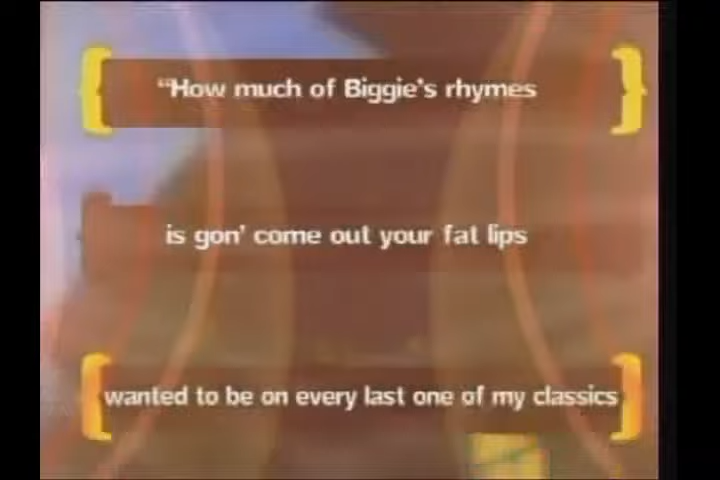 “How much of Biggie's rhymes
is gon' come out your fat lips
wanted to be on every last one of my classics